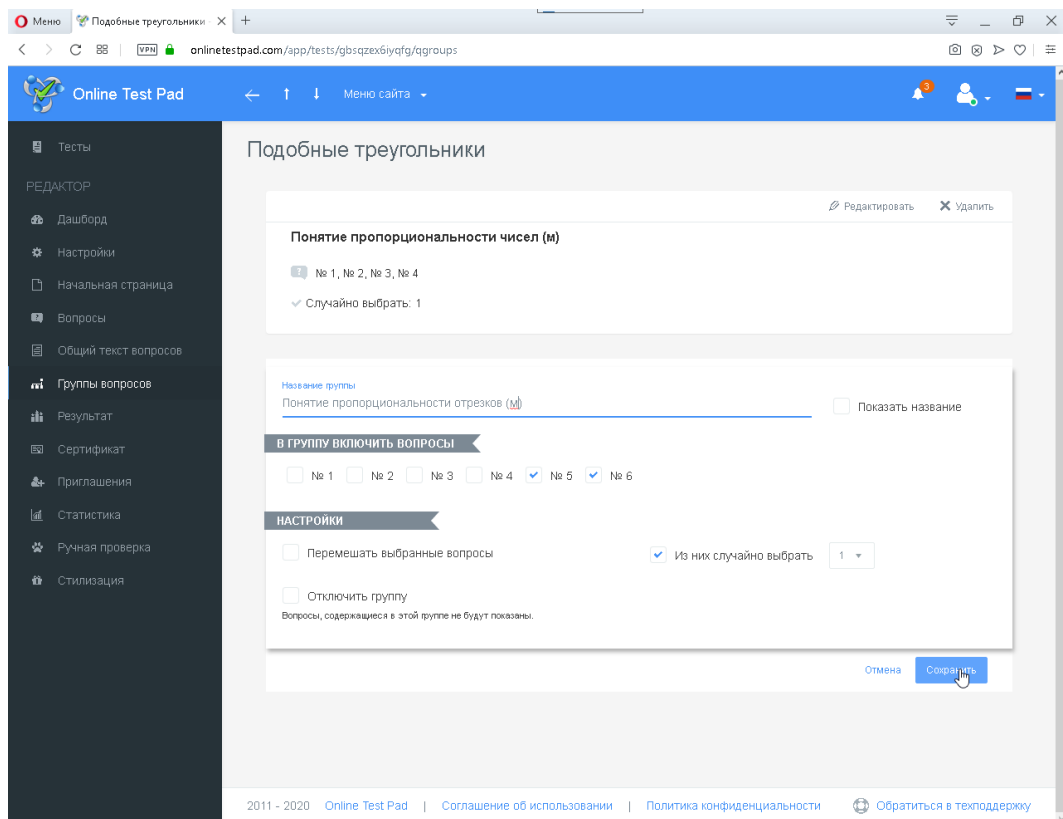 Меню
Подобные треугольники
VPN
onlinetestpad.com/app/tests/gbsqzex6iyqfg/qgroups
Online Test Pad
Меню сайта
3
Тесты
РЕДАКТОР
Дашборд
Настройки
Начальная страница
Вопросы
Общий текст вопросов
Группы вопросов
Результат
Сертификат
Приглашения
Статистика
Ручная проверка
Стилизация
Подобные треугольники
Редактировать
Удалить
Понятие пропорциональности чисел (м)
№ 1, № 2, № 3, № 4
Случайно выбрать: 1
Название группы
Понятие пропорциональности отрезков (м)
Показать название
В ГРУППУ ВКЛЮЧИТЬ ВОПРОСЫ
№ 1 № 2 № 3 № 4 № 5 № 6
НАСТРОЙКИ
Перемешать выбранные вопросы
Из них случайно выбрать 1
Отключить группу
Вопросы, содержащиеся в этой группе не будут показаны.
Отмена
Сохранить
2011 - 2020 Online Test Pad | Соглашение об использовании | Политика конфиденциальности
Обратиться в техподдержку